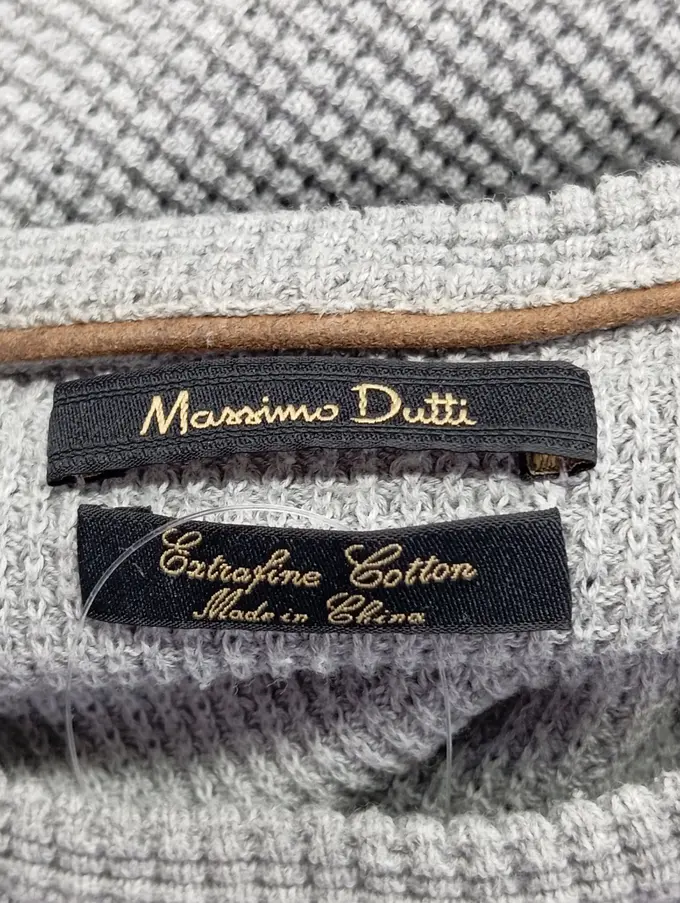 Massimo Dutti
Extrafine Cotton
Made in China